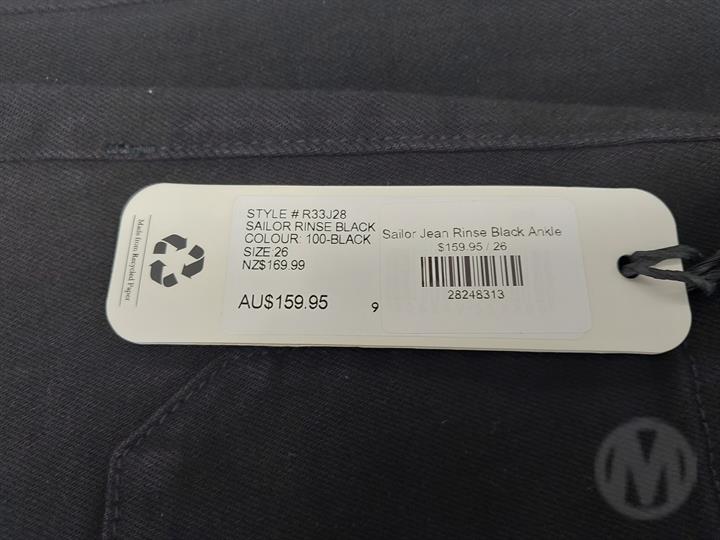 Made from Recycled Paper
STYLE # R33J28
SAILOR RINSE BLACK
COLOUR: 100-BLACK
SIZE:26
NZ$169.99
AU$159.95
9
Sailor Jean Rinse Black Ankle
$159.95 / 26
28248313
M